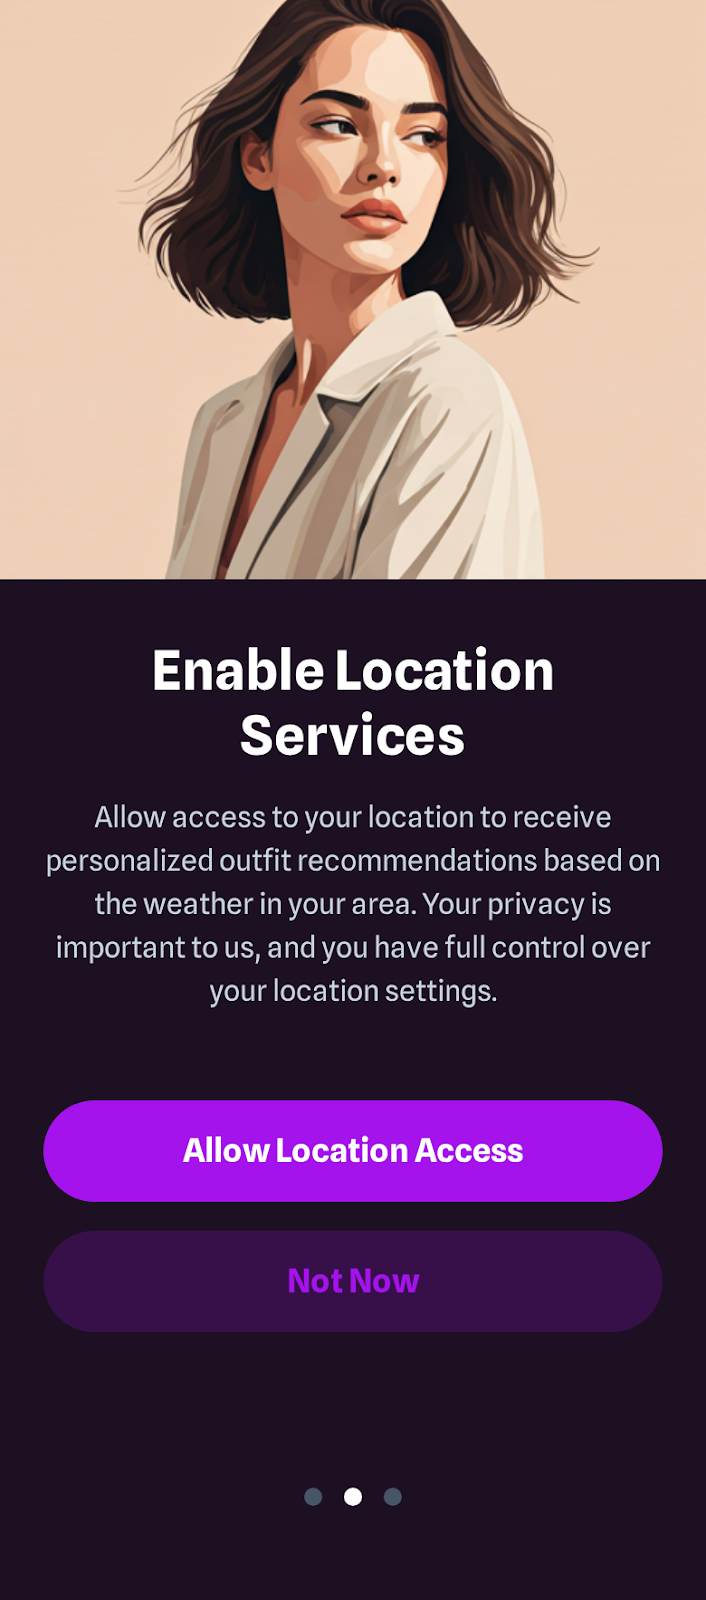 Enable Location
Services
Allow access to your location to receive
personalized outfit recommendations based on
the weather in your area. Your privacy is
important to us, and you have full control over
your location settings.
Allow Location Access
Not Now